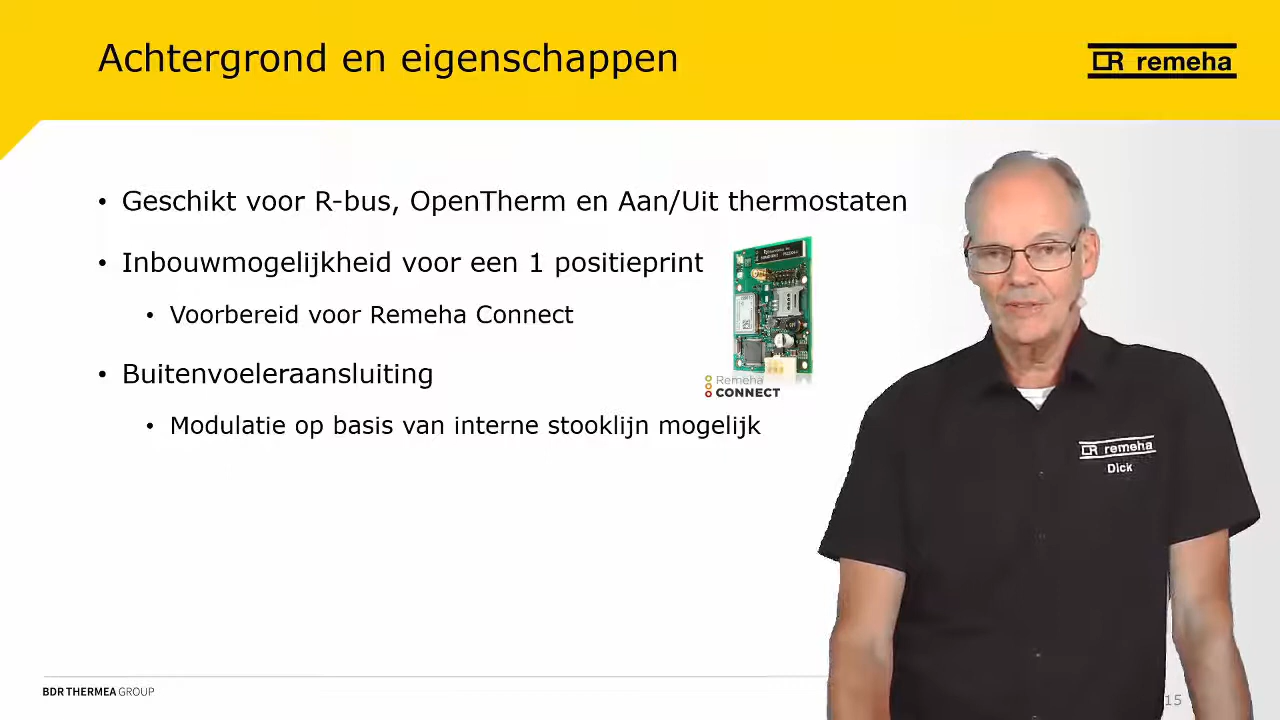 Achtergrond en eigenschappen
remeha
• Geschikt voor R-bus, OpenTherm en Aan/Uit thermostaten
• Inbouwmogelijkheid voor een 1 positieprint
• Voorbereid voor Remeha Connect
Remeha
CONNECT
• Buitenvoeleraansluiting
• Modulatie op basis van interne stooklijn mogelijk
remeha
Dick
BDR THERMEA GROUP
15